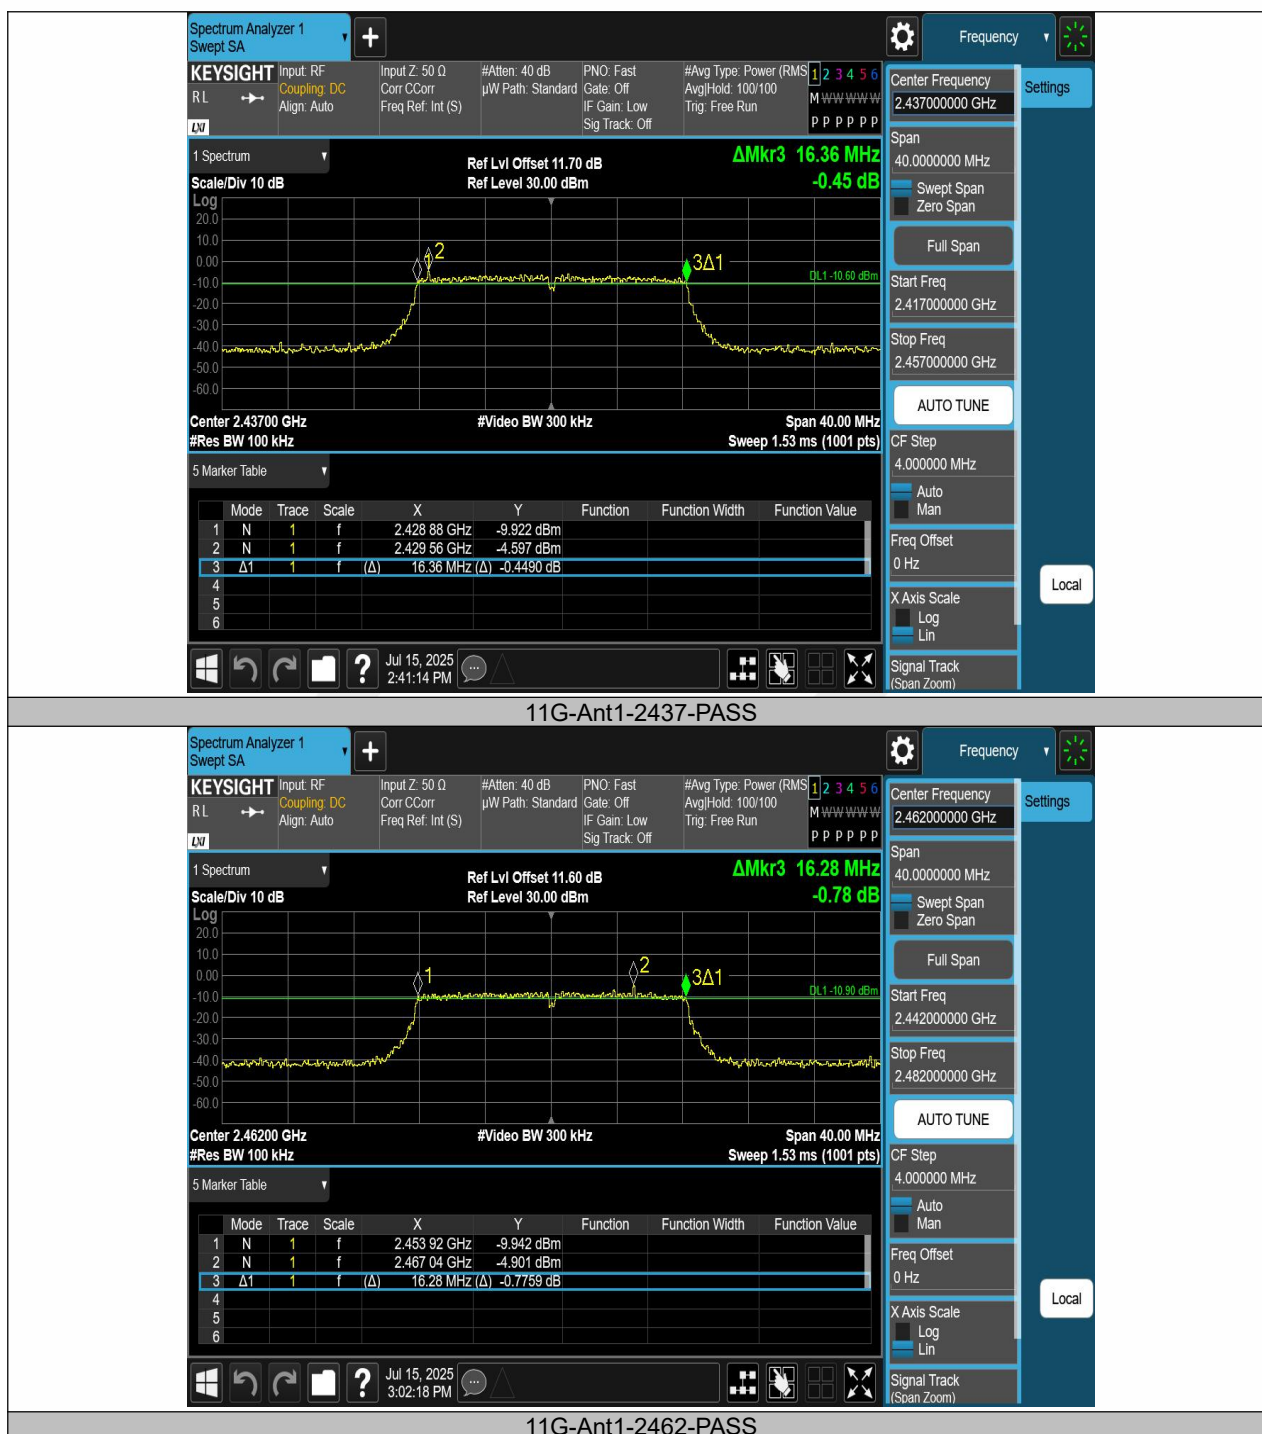 Spectrum Analyzer 1
Swept SA
Frequency
KEYSIGHT
R L
LXI
Input: RF
Coupling: DC
Align: Auto
Input Z: 50 Ω
Corr CCorr
Freq Ref: Int (S)
#Atten: 40 dB
µW Path: Standard
PNO: Fast
Gate: Off
IF Gain: Low
Sig Track: Off
#Avg Type: Power (RMS
Avg|Hold: 100/100
Trig: Free Run
1 2 3 4 5 6
M W W W W W
P P P P P P
Center Frequency
2.437000000 GHz
Settings
Span
40.0000000 MHz
Swept Span
Zero Span
Full Span
Start Freq
2.417000000 GHz
Stop Freq
2.457000000 GHz
AUTO TUNE
CF Step
4.000000 MHz
Auto
Man
Freq Offset
0 Hz
X Axis Scale
Log
Lin
Signal Track
(Span Zoom)
Local
1 Spectrum
Scale/Div 10 dB
Ref Lvl Offset 11.70 dB
Ref Level 30.00 dBm
ΔMkr3 16.36 MHz
-0.45 dB
Log
20.0
10.0
0.00
-10.0
-20.0
-30.0
-40.0
-50.0
-60.0
1
2
3Δ1
DL1 -10.60 dBm
Center 2.43700 GHz
#Video BW 300 kHz
Span 40.00 MHz
#Res BW 100 kHz
Sweep 1.53 ms (1001 pts)
5 Marker Table
Mode Trace Scale X Y Function Function Width Function Value
1 N 1 f 2.428 88 GHz -9.922 dBm
2 N 1 f 2.429 56 GHz -4.597 dBm
3 Δ1 1 f (Δ) 16.36 MHz (Δ) -0.4490 dB
4
5
6
?
Jul 15, 2025
2:41:14 PM
11G-Ant1-2437-PASS
Spectrum Analyzer 1
Swept SA
Frequency
KEYSIGHT
R L
LXI
Input: RF
Coupling: DC
Align: Auto
Input Z: 50 Ω
Corr CCorr
Freq Ref: Int (S)
#Atten: 40 dB
µW Path: Standard
PNO: Fast
Gate: Off
IF Gain: Low
Sig Track: Off
#Avg Type: Power (RMS
Avg|Hold: 100/100
Trig: Free Run
1 2 3 4 5 6
M W W W W W
P P P P P P
Center Frequency
2.462000000 GHz
Settings
Span
40.0000000 MHz
Swept Span
Zero Span
Full Span
Start Freq
2.442000000 GHz
Stop Freq
2.482000000 GHz
AUTO TUNE
CF Step
4.000000 MHz
Auto
Man
Freq Offset
0 Hz
X Axis Scale
Log
Lin
Signal Track
(Span Zoom)
Local
1 Spectrum
Scale/Div 10 dB
Ref Lvl Offset 11.60 dB
Ref Level 30.00 dBm
ΔMkr3 16.28 MHz
-0.78 dB
Log
20.0
10.0
0.00
-10.0
-20.0
-30.0
-40.0
-50.0
-60.0
1
2
3Δ1
DL1 -10.90 dBm
Center 2.46200 GHz
#Video BW 300 kHz
Span 40.00 MHz
#Res BW 100 kHz
Sweep 1.53 ms (1001 pts)
5 Marker Table
Mode Trace Scale X Y Function Function Width Function Value
1 N 1 f 2.453 92 GHz -9.942 dBm
2 N 1 f 2.467 04 GHz -4.901 dBm
3 Δ1 1 f (Δ) 16.28 MHz (Δ) -0.7759 dB
4
5
6
?
Jul 15, 2025
3:02:18 PM
11G-Ant1-2462-PASS